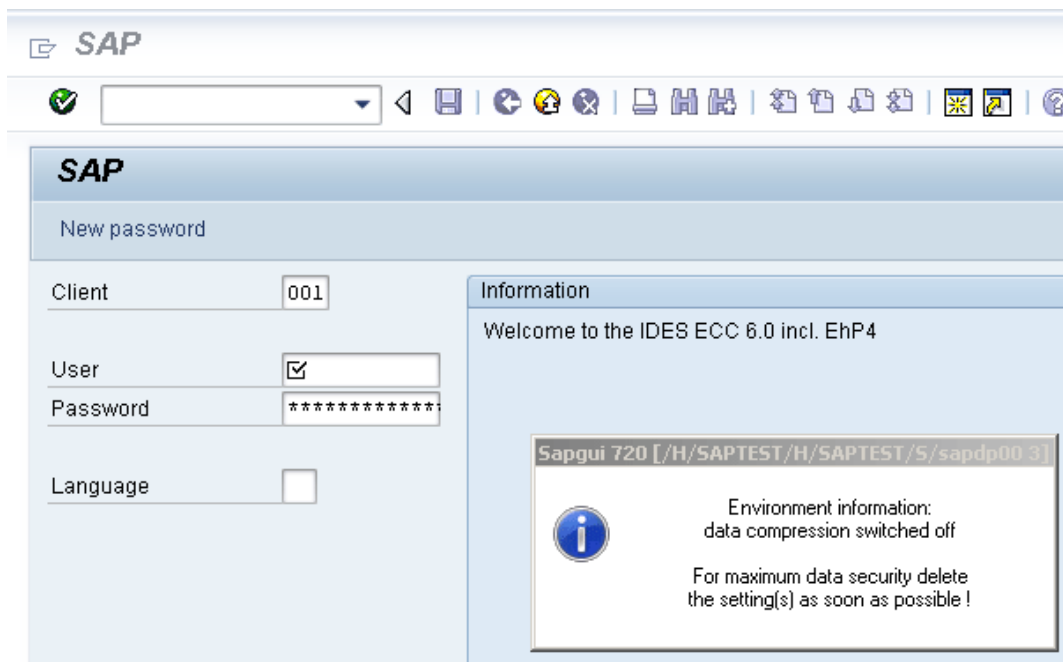 SAP
SAP
New password
Client 001
User
Password *************
Language
Information
Welcome to the IDES ECC 6.0 incl. EhP4
Sapgui 720 [/H/SAPTEST/H/SAPTEST/S/sapdp00 3]
Environment information:
data compression switched off
For maximum data security delete
the setting(s) as soon as possible !